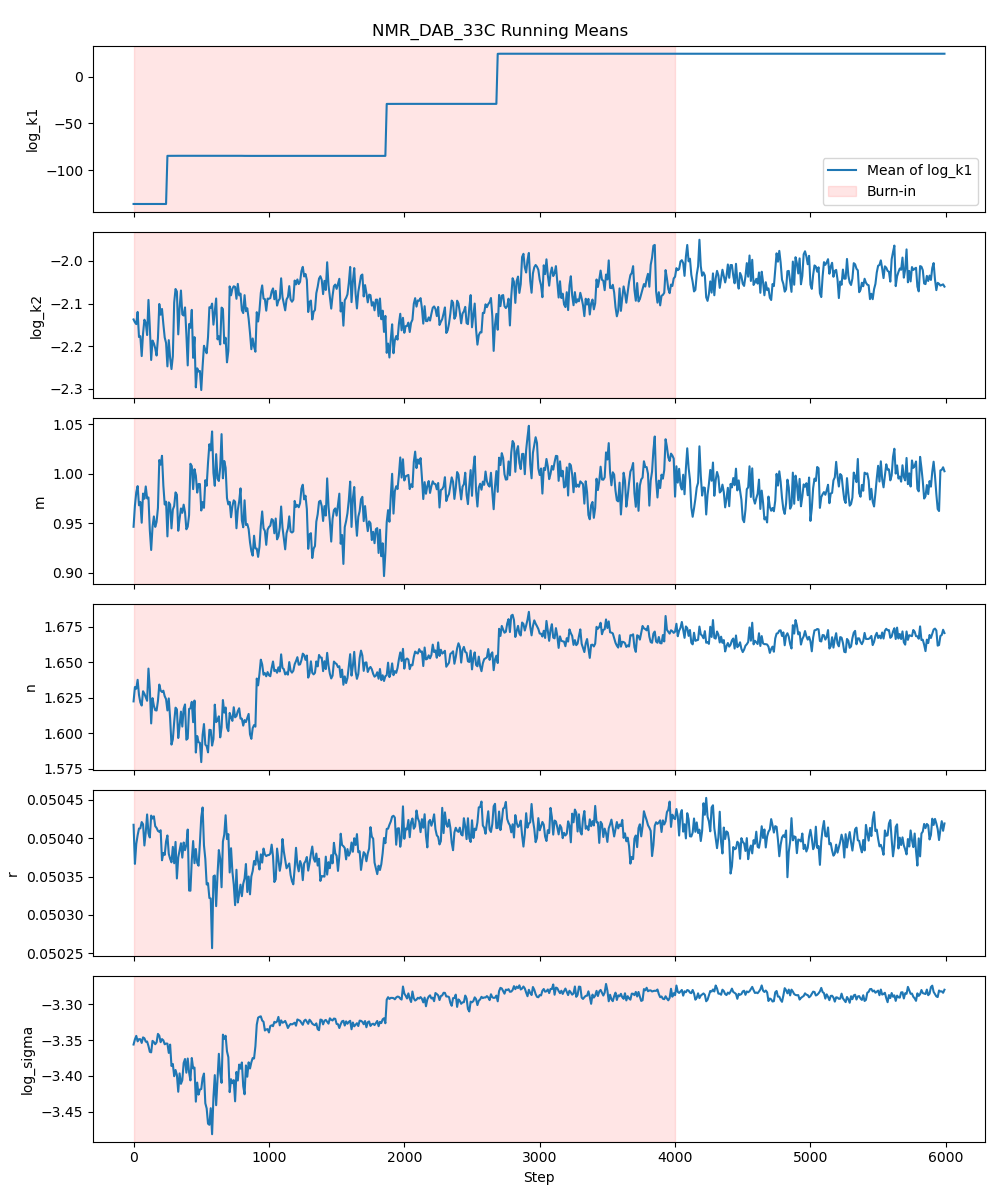 NMR_DAB_33C Running Means
0
−50
−100
log_k1
Mean of log_k1
Burn-in
−2.0
−2.1
−2.2
−2.3
log_k2
1.05
1.00
0.95
0.90
m
1.675
1.650
1.625
1.600
1.575
n
0.05045
0.05040
0.05035
0.05030
0.05025
r
−3.30
−3.35
−3.40
−3.45
log_sigma
0 1000 2000 3000 4000 5000 6000
Step